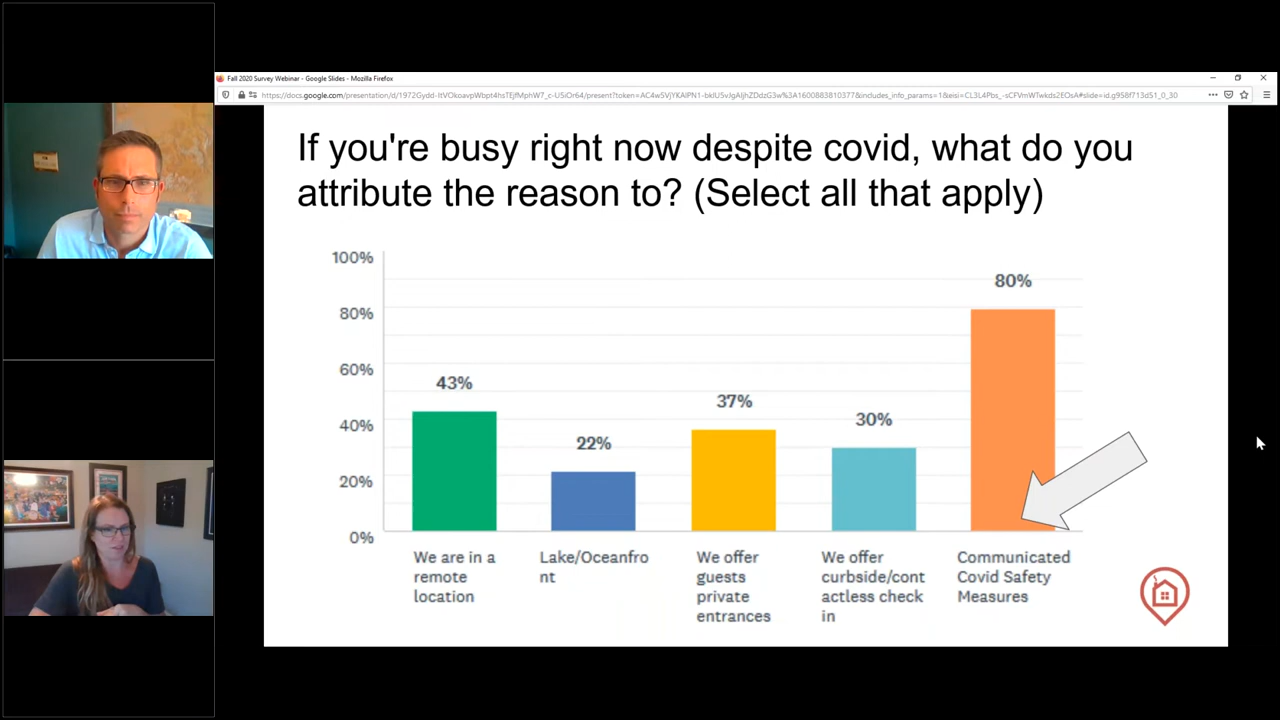 Fall 2020 Survey Webinar - Google Slides - Mozilla Firefox
If you're busy right now despite covid, what do you
attribute the reason to? (Select all that apply)
100%
80%
60%
40%
20%
0%
43%
22%
37%
30%
80%
We are in a
remote
location
Lake/Oceanfro
nt
We offer
guests
private
entrances
We offer
curbside/cont
actless check
in
Communicated
Covid Safety
Measures